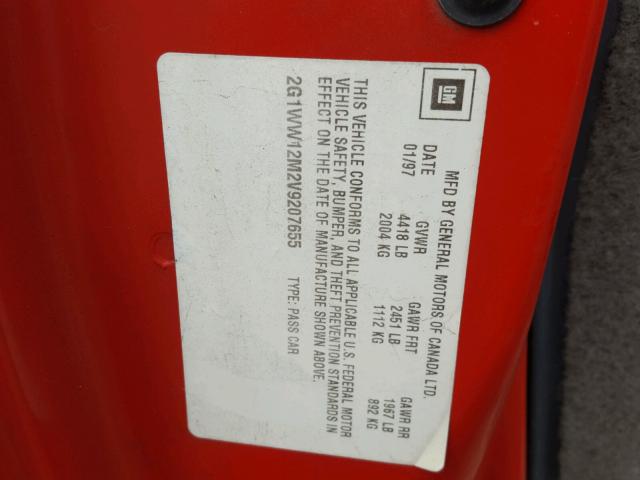 GM
MFD BY GENERAL MOTORS OF CANADA LTD.
DATE GVWR GAWR FRT GAWR RR
01/97 4418 LB 2451 LB 1967 LB
2004 KG 1112 KG 892 KG
THIS VEHICLE CONFORMS TO ALL APPLICABLE U.S. FEDERAL MOTOR
VEHICLE SAFETY, BUMPER, AND THEFT PREVENTION STANDARDS IN
EFFECT ON THE DATE OF MANUFACTURE SHOWN ABOVE.
2G1WW12M2V9207655 TYPE: PASS CAR